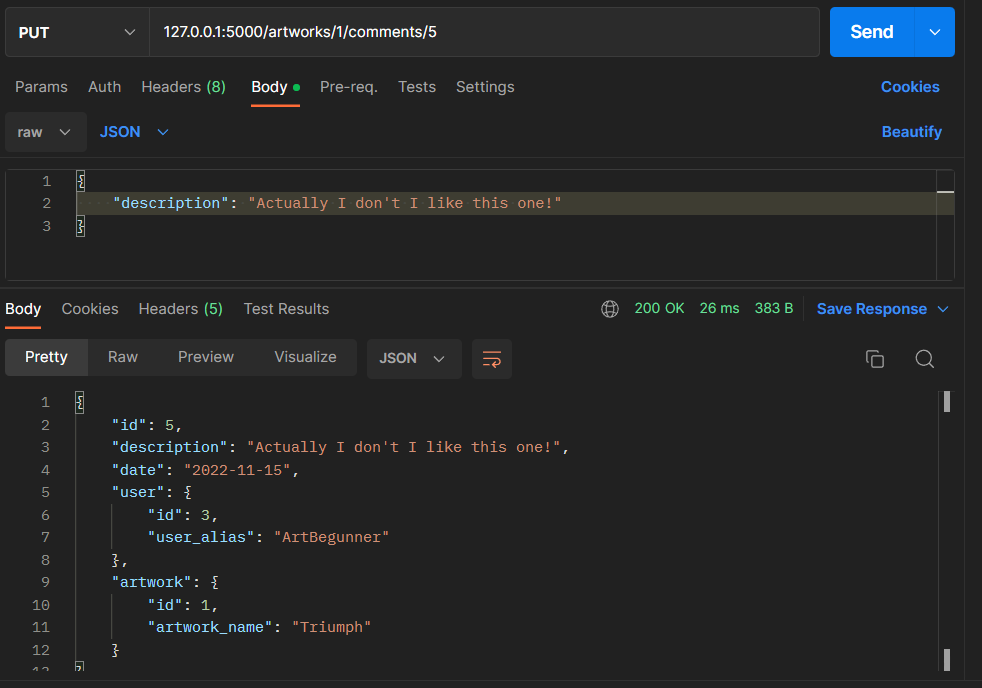 PUT 127.0.0.1:5000/artworks/1/comments/5 Send
Params Auth Headers (8) Body Pre-req. Tests Settings Cookies
raw JSON Beautify
1 {
2 "description": "Actually I don't I like this one!"
3 }
Body Cookies Headers (5) Test Results 200 OK 26 ms 383 B Save Response
Pretty Raw Preview Visualize JSON
1 {
2 "id": 5,
3 "description": "Actually I don't I like this one!",
4 "date": "2022-11-15",
5 "user": {
6 "id": 3,
7 "user_alias": "ArtBegunner"
8 },
9 "artwork": {
10 "id": 1,
11 "artwork_name": "Triumph"
12 }
13 }